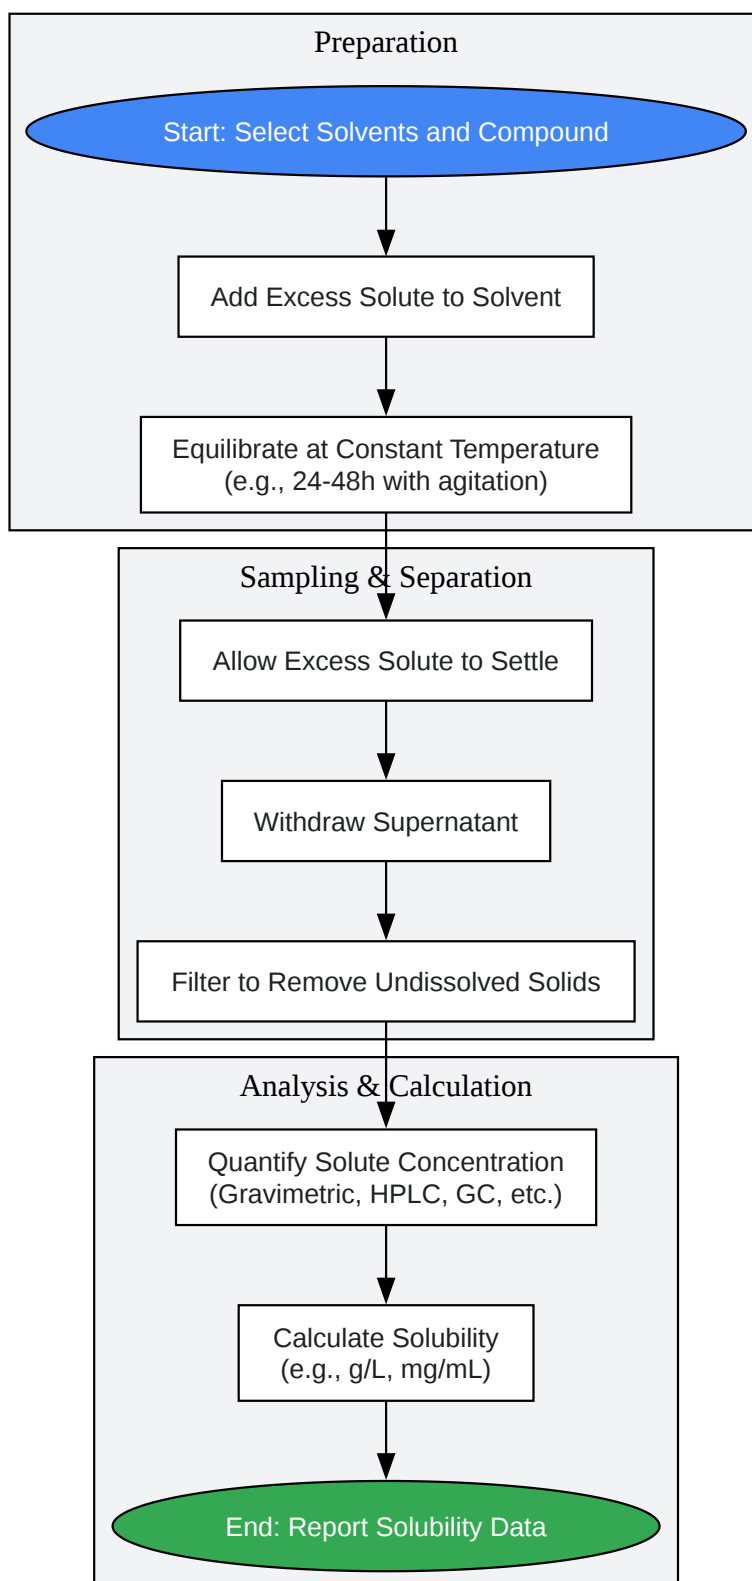 Preparation
Start: Select Solvents and Compound
Add Excess Solute to Solvent
Equilibrate at Constant Temperature
(e.g., 24-48h with agitation)
Sampling & Separation
Allow Excess Solute to Settle
Withdraw Supernatant
Filter to Remove Undissolved Solids
Analysis & Calculation
Quantify Solute Concentration
(Gravimetric, HPLC, GC, etc.)
Calculate Solubility
(e.g., g/L, mg/mL)
End: Report Solubility Data